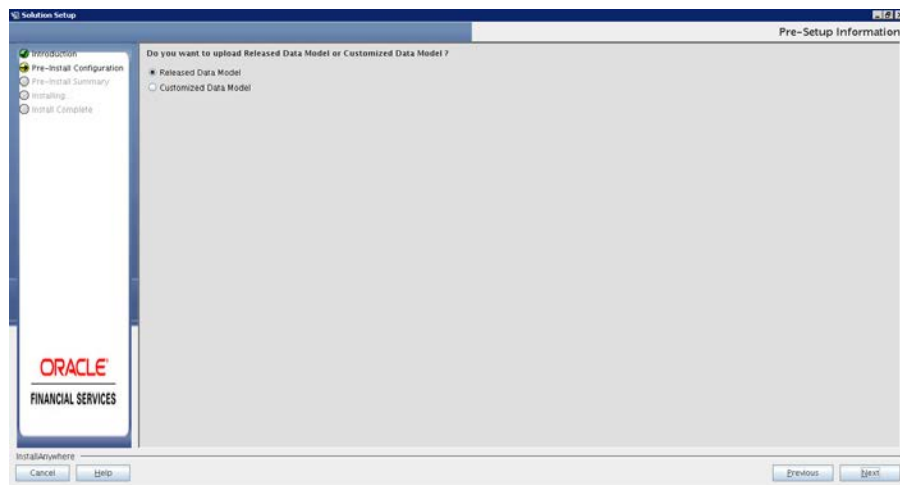 Solution Setup
Pre-Setup Information
Introduction
Pre-Install Configuration
Pre-Install Summary
Installing
Install Complete
Do you want to upload Released Data Model or Customized Data Model ?
Released Data Model
Customized Data Model
ORACLE
FINANCIAL SERVICES
InstallAnywhere
Cancel
Help
Previous
Next